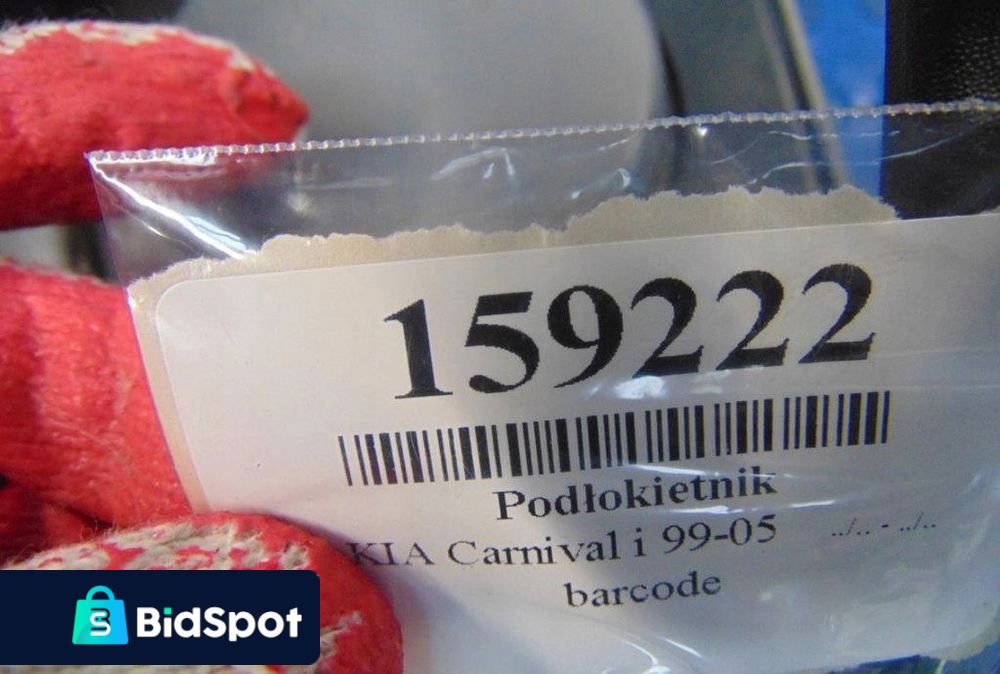 159222
Podłokietnik
KIA Carnival i 99-05 ../.. - ../..
barcode
BidSpot